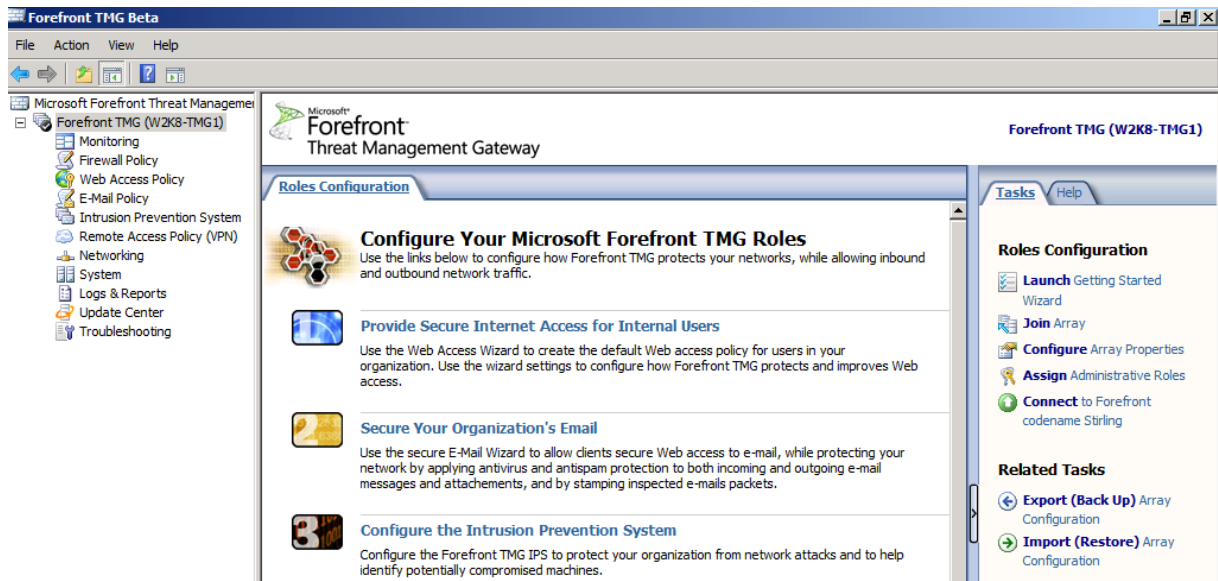 Forefront TMG Beta
File Action View Help
Microsoft Forefront Threat Managemen
Forefront TMG (W2K8-TMG1)
Monitoring
Firewall Policy
Web Access Policy
E-Mail Policy
Intrusion Prevention System
Remote Access Policy (VPN)
Networking
System
Logs & Reports
Update Center
Troubleshooting
Microsoft
Forefront
Threat Management Gateway
Forefront TMG (W2K8-TMG1)
Roles Configuration
Configure Your Microsoft Forefront TMG Roles
Use the links below to configure how Forefront TMG protects your networks, while allowing inbound
and outbound network traffic.
1
Provide Secure Internet Access for Internal Users
Use the Web Access Wizard to create the default Web access policy for users in your
organization. Use the wizard settings to configure how Forefront TMG protects and improves Web
access.
2
Secure Your Organization's Email
Use the secure E-Mail Wizard to allow clients secure Web access to e-mail, while protecting your
network by applying antivirus and antispam protection to both incoming and outgoing e-mail
messages and attachements, and by stamping inspected e-mails packets.
3
Configure the Intrusion Prevention System
Configure the Forefront TMG IPS to protect your organization from network attacks and to help
identify potentially compromised machines.
Tasks Help
Roles Configuration
Launch Getting Started
Wizard
Join Array
Configure Array Properties
Assign Administrative Roles
Connect to Forefront
codename Stirling
Related Tasks
Export (Back Up) Array
Configuration
Import (Restore) Array
Configuration